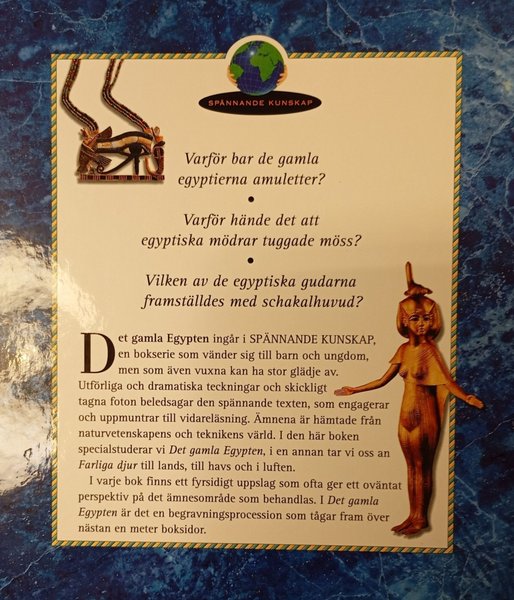 SPÄNNANDE KUNSKAP
Varför bar de gamla
egyptierna amuletter?
•
Varför hände det att
egyptiska mödrar tuggade möss?
•
Vilken av de egyptiska gudarna
framställdes med schakalhuvud?
Det gamla Egypten ingår i SPÄNNANDE KUNSKAP,
en bokserie som vänder sig till barn och ungdom,
men som även vuxna kan ha stor glädje av.
Utförliga och dramatiska teckningar och skickligt
tagna foton beledsagar den spännande texten, som engagerar
och uppmuntrar till vidareläsning. Ämnena är hämtade från
naturvetenskapens och teknikens värld. I den här boken
specialstuderar vi Det gamla Egypten, i en annan tar vi oss an
Farliga djur till lands, till havs och i luften.
I varje bok finns ett fyrsidigt uppslag som ofta ger ett oväntat
perspektiv på det ämnesområde som behandlas. I Det gamla
Egypten är det en begravningsprocession som tågar fram över
nästan en meter boksidor.